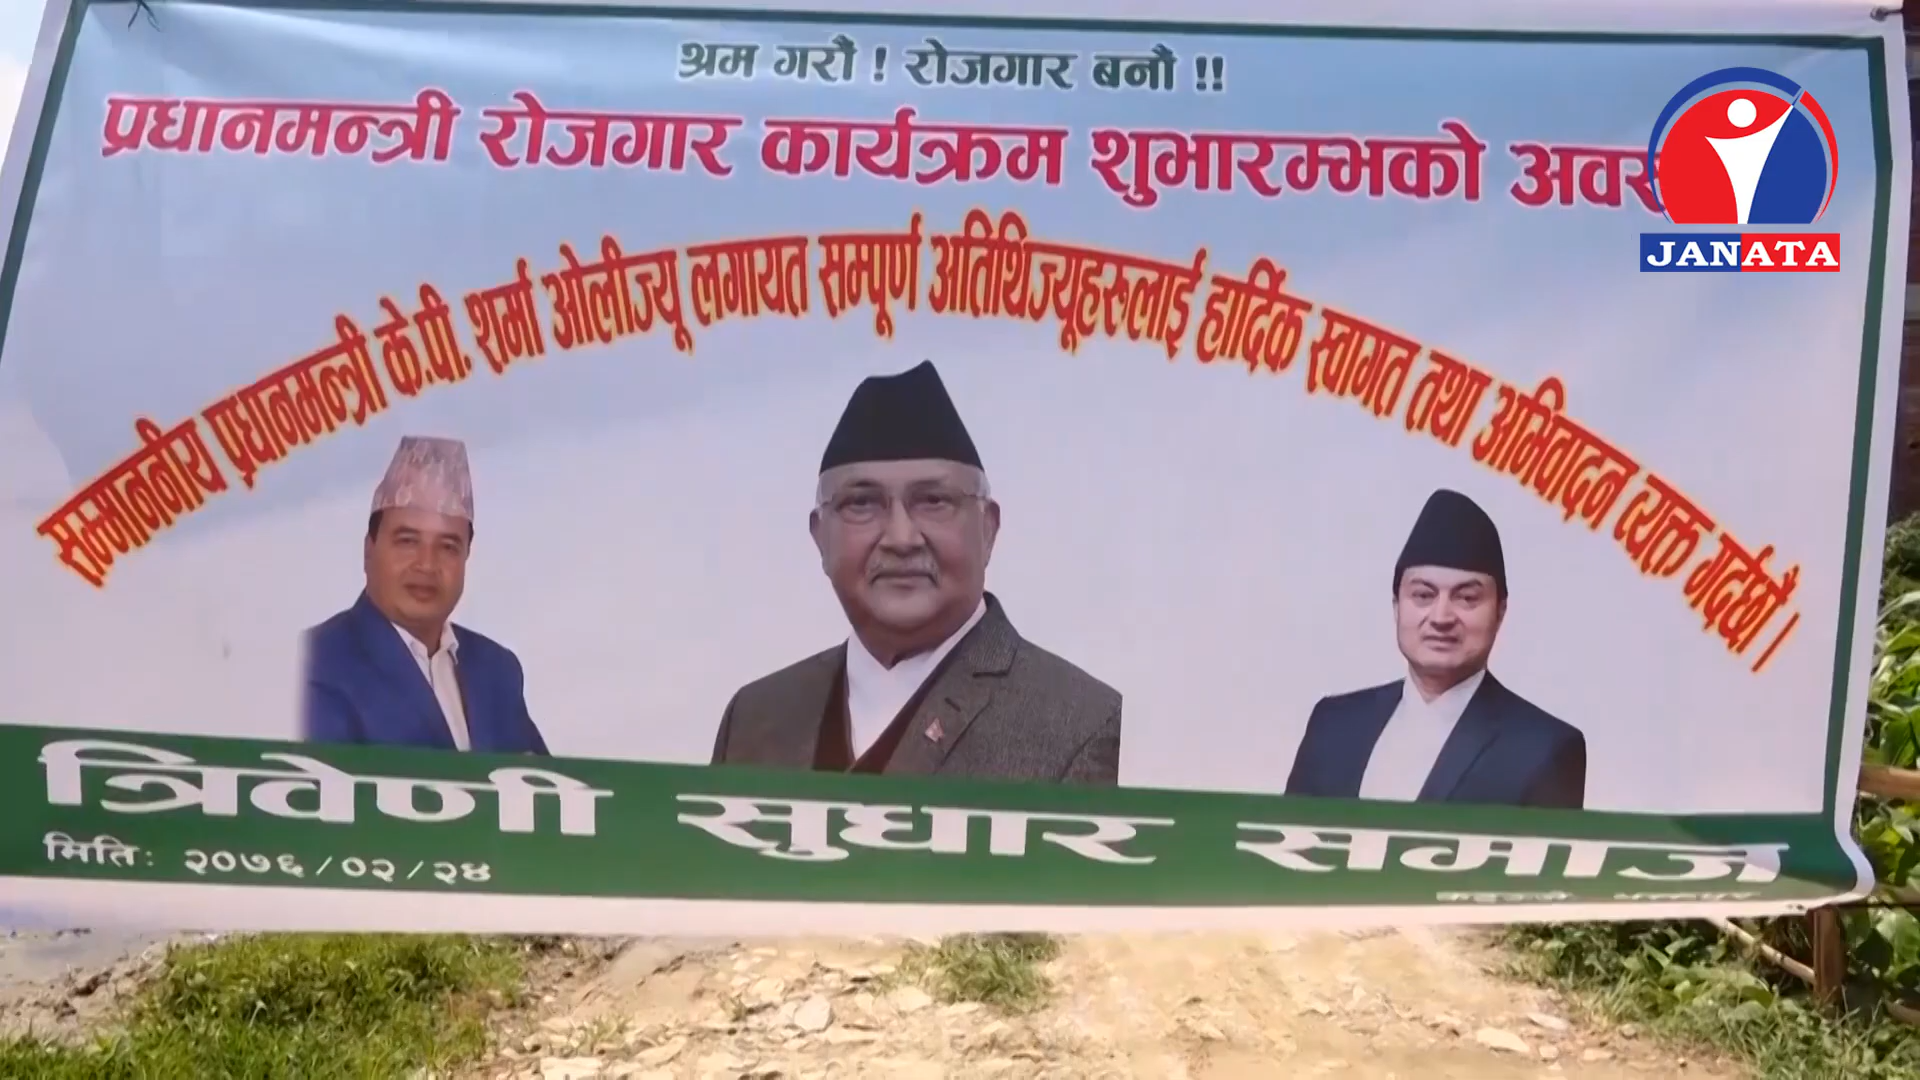 श्रम गरौं ! रोजगार बनौ !!
प्रधानमन्त्री रोजगार कार्यक्रम शुभारम्भको
सम्माननीय प्रधानमन्त्री के.पी. शर्मा ओलीज्यू लगायत सम्पूर्ण अतिथिज्यूहरुलाई हार्दिक स्वागत तथा अभिवादन व्यक्त गर्दछौं ।
JANATA
त्रिवेणी सुधार समाज
मिति: २०७६/०२/२४